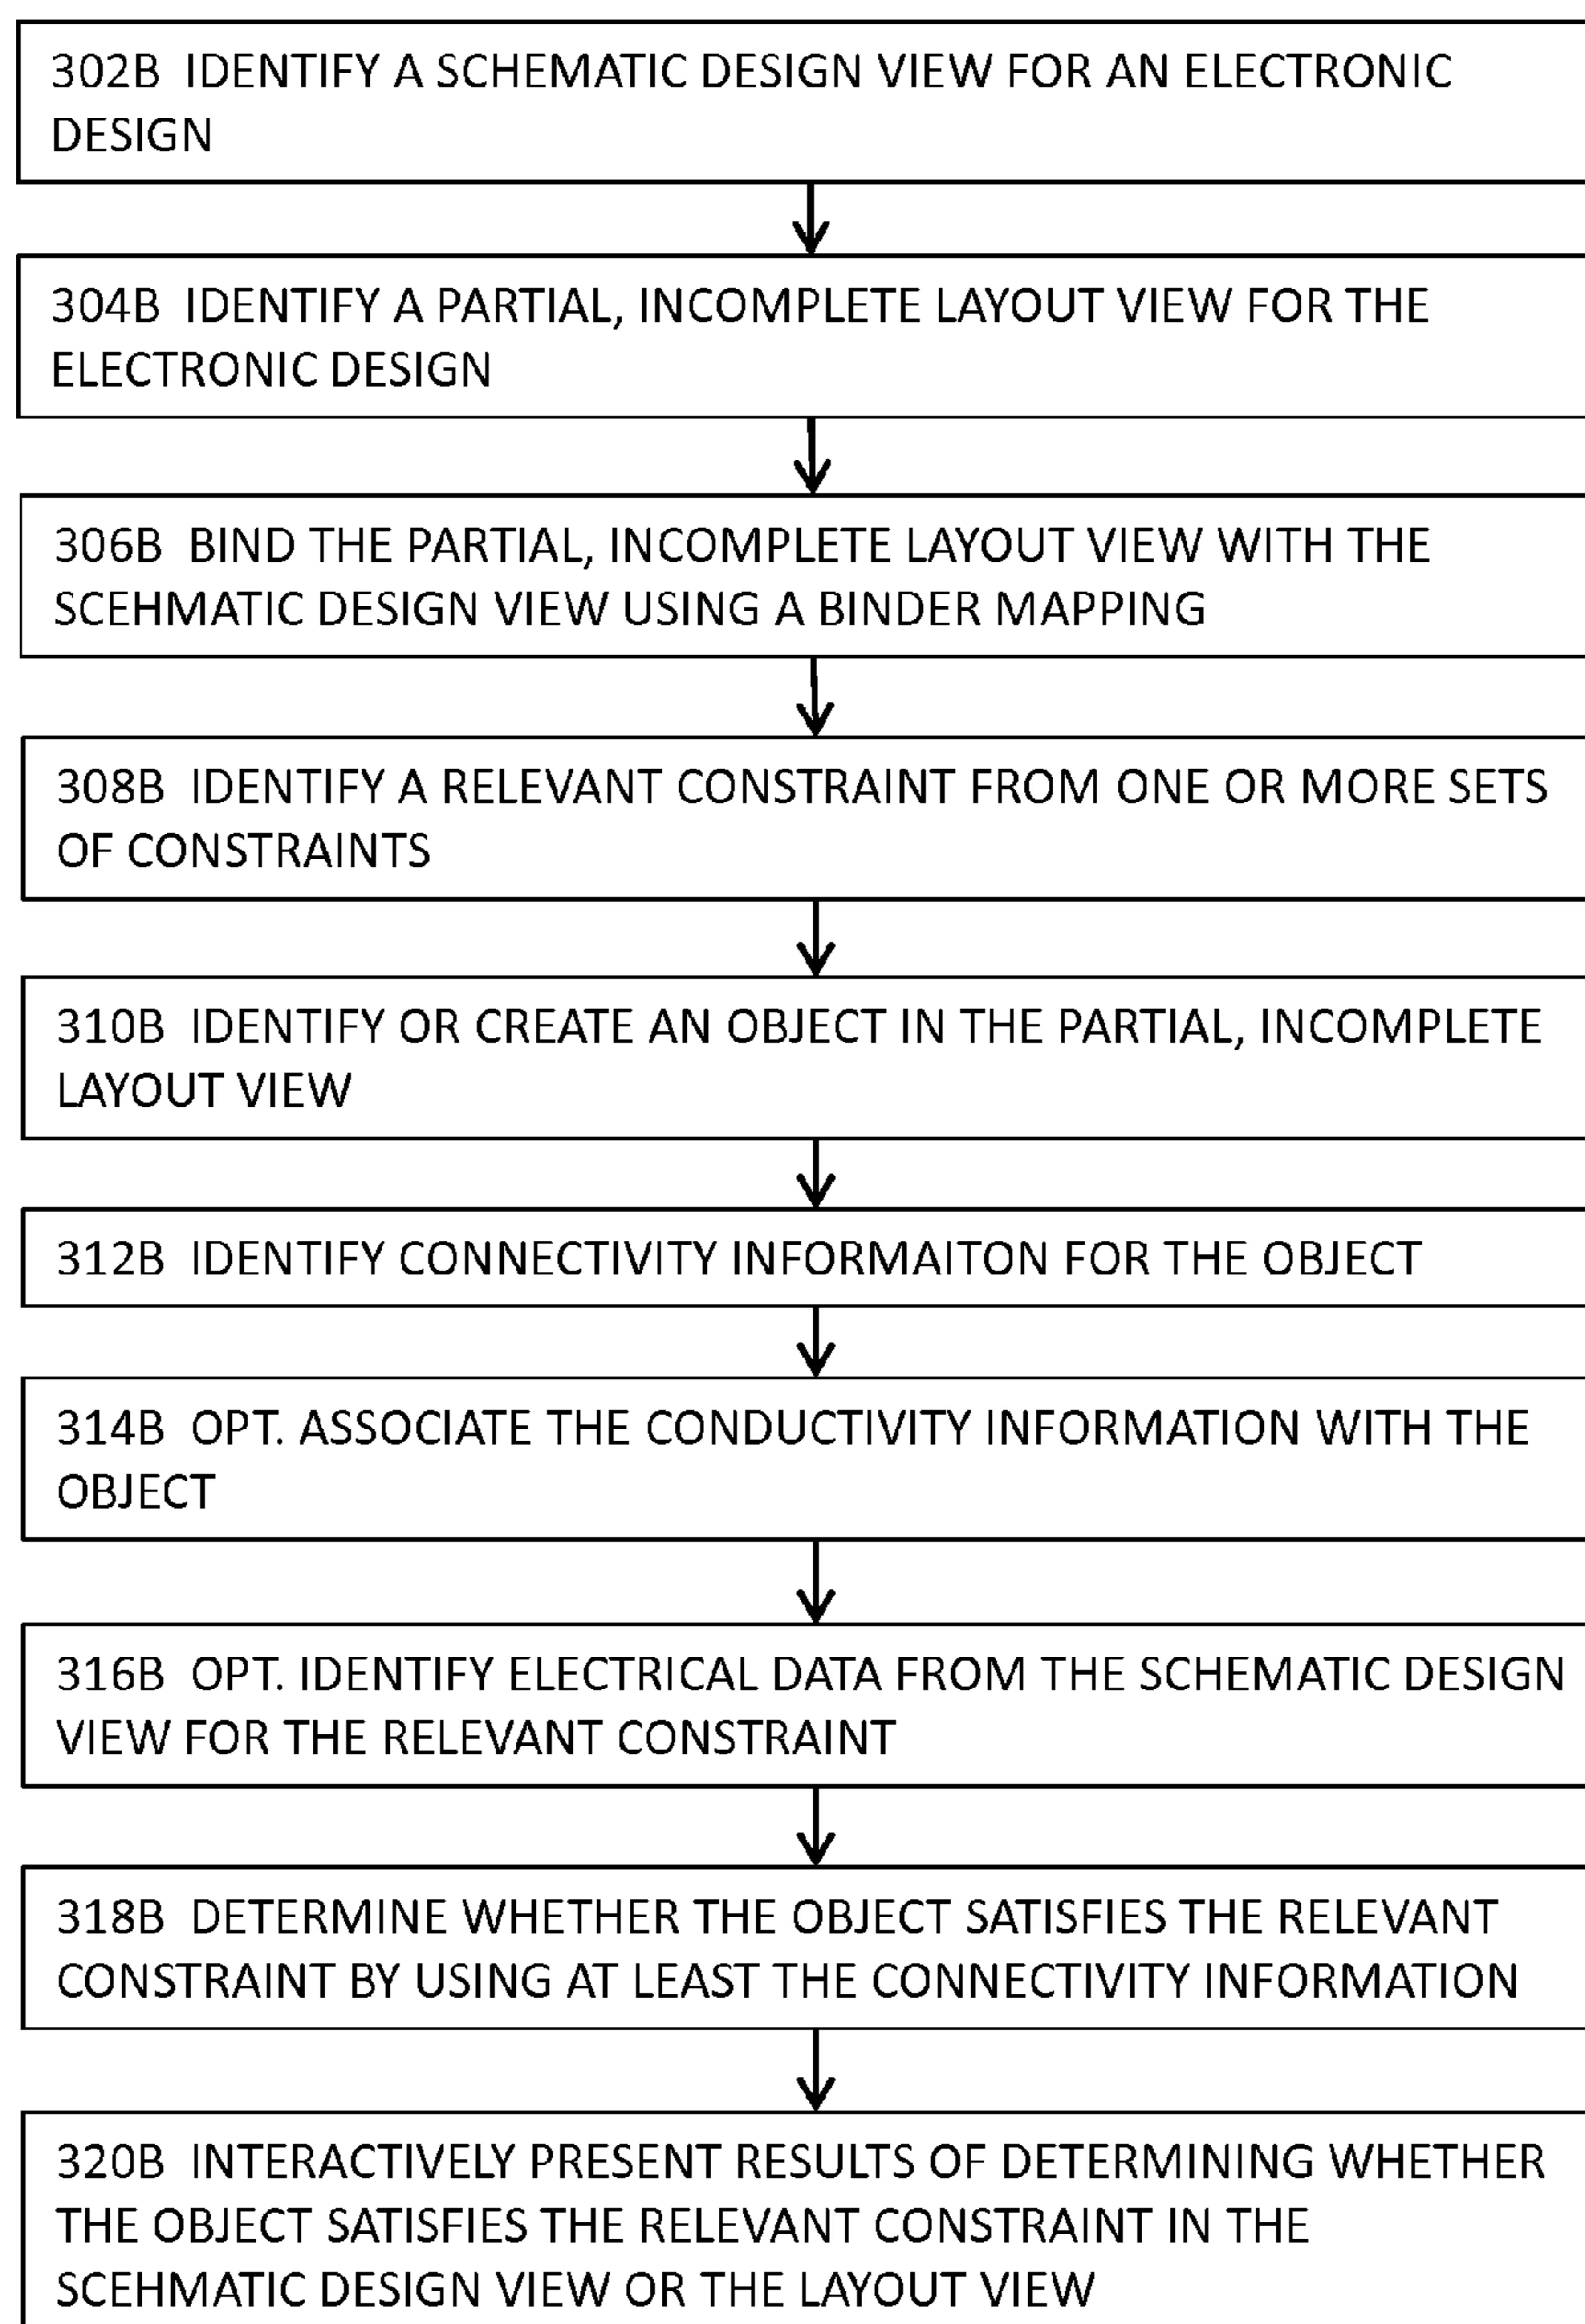 302B IDENTIFY A SCHEMATIC DESIGN VIEW FOR AN ELECTRONIC
DESIGN
304B IDENTIFY A PARTIAL, INCOMPLETE LAYOUT VIEW FOR THE
ELECTRONIC DESIGN
306B BIND THE PARTIAL, INCOMPLETE LAYOUT VIEW WITH THE
SCEHMATIC DESIGN VIEW USING A BINDER MAPPING
308B IDENTIFY A RELEVANT CONSTRAINT FROM ONE OR MORE SETS
OF CONSTRAINTS
310B IDENTIFY OR CREATE AN OBJECT IN THE PARTIAL, INCOMPLETE
LAYOUT VIEW
312B IDENTIFY CONNECTIVITY INFORMAITON FOR THE OBJECT
314B OPT. ASSOCIATE THE CONDUCTIVITY INFORMATION WITH THE
OBJECT
316B OPT. IDENTIFY ELECTRICAL DATA FROM THE SCHEMATIC DESIGN
VIEW FOR THE RELEVANT CONSTRAINT
318B DETERMINE WHETHER THE OBJECT SATISFIES THE RELEVANT
CONSTRAINT BY USING AT LEAST THE CONNECTIVITY INFORMATION
320B INTERACTIVELY PRESENT RESULTS OF DETERMINING WHETHER
THE OBJECT SATISFIES THE RELEVANT CONSTRAINT IN THE
SCEHMATIC DESIGN VIEW OR THE LAYOUT VIEW